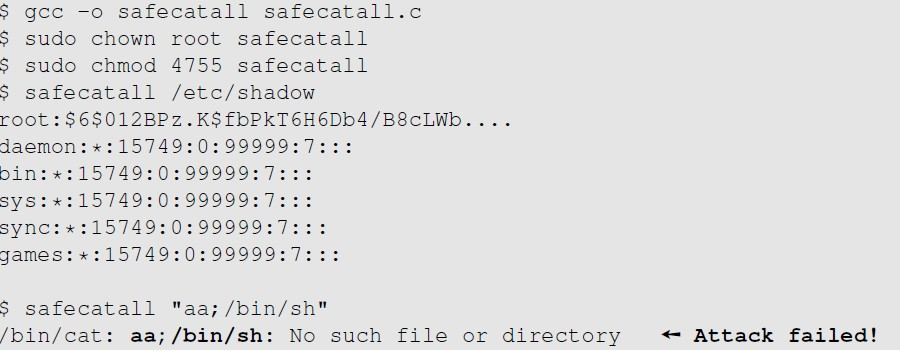 $ gcc -o safecatall safecatall.c
$ sudo chown root safecatall
$ sudo chmod 4755 safecatall
$ safecatall /etc/shadow
root:$6$012BPz.K$fbPkT6H6Db4/B8cLWb....
daemon:*:15749:0:99999:7:::
bin:*:15749:0:99999:7:::
sys:*:15749:0:99999:7:::
sync:*:15749:0:99999:7:::
games:*:15749:0:99999:7:::
$ safecatall "aa;/bin/sh"
/bin/cat: aa;/bin/sh: No such file or directory ← Attack failed!